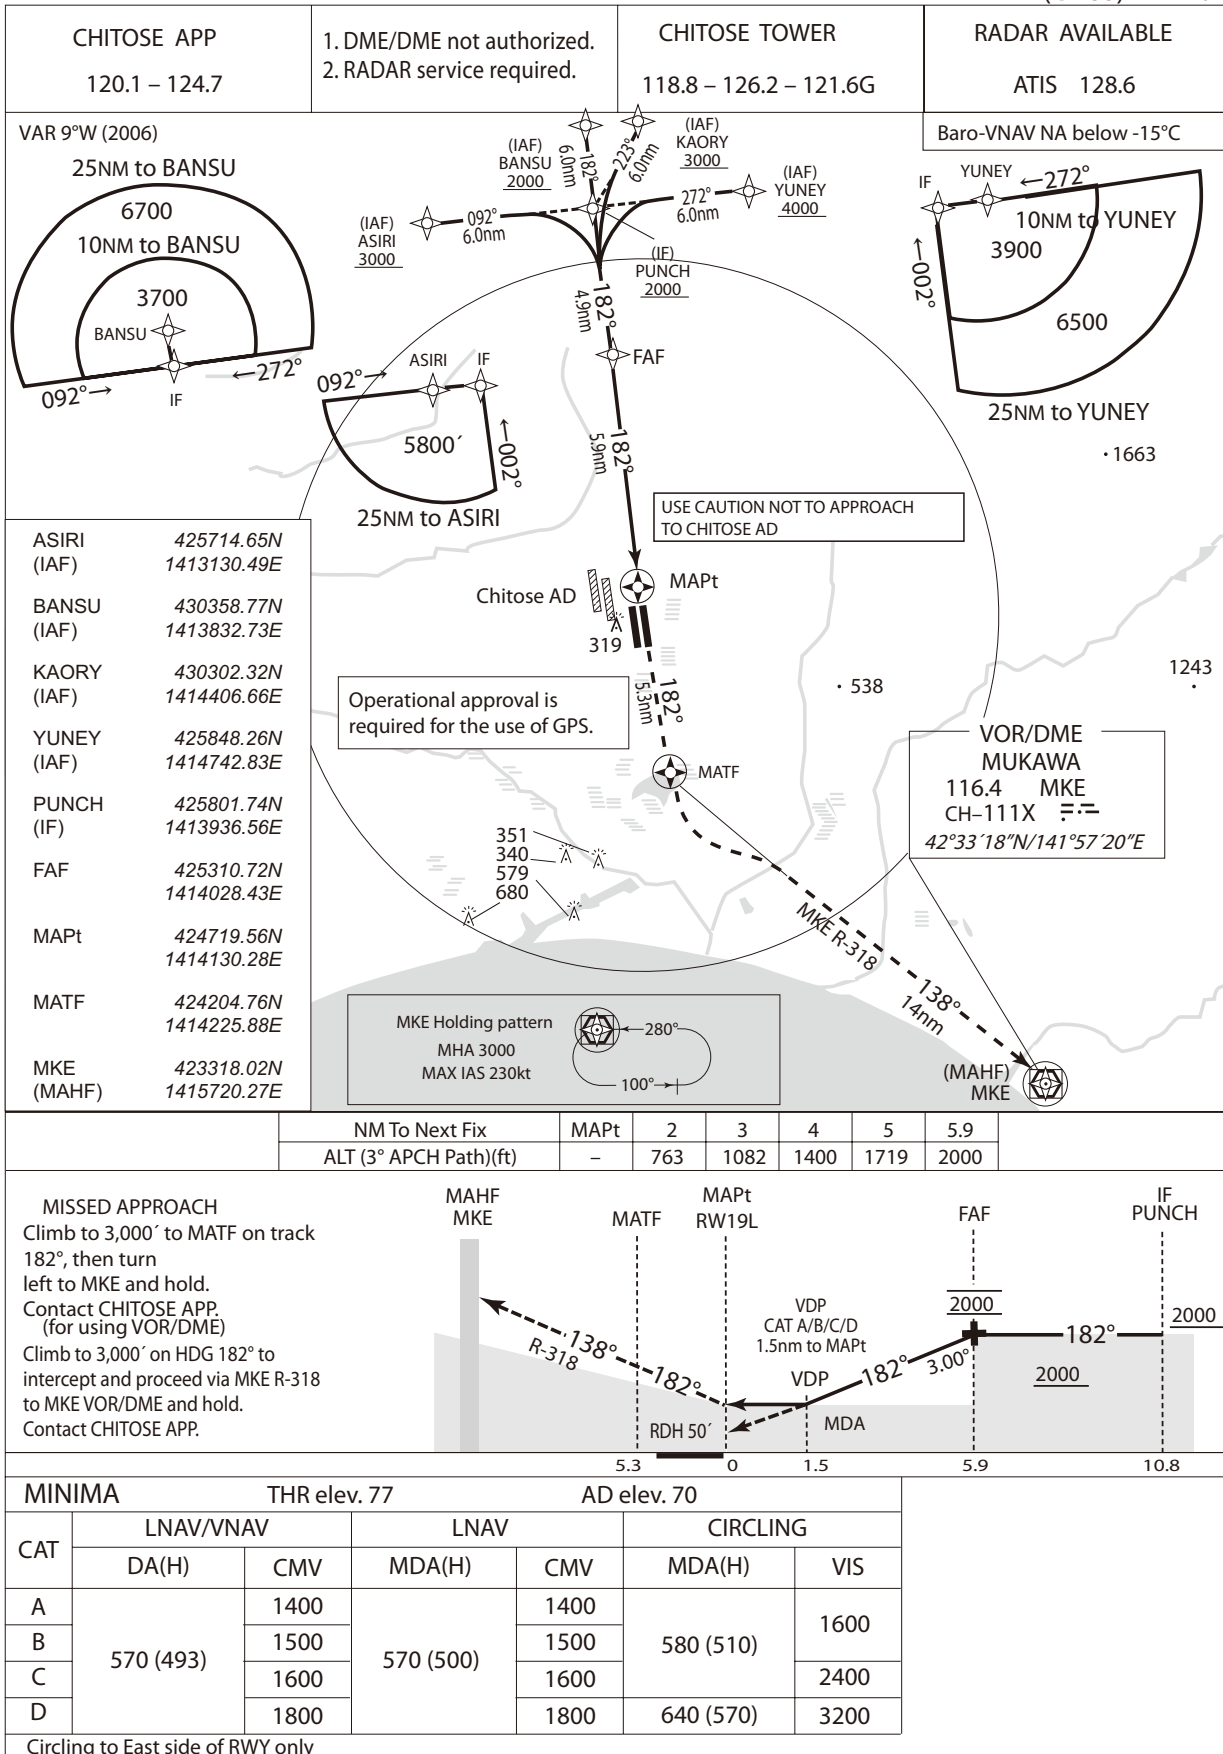 CHITOSE APP
120.1 – 124.7
1. DME/DME not authorized.
2. RADAR service required.
CHITOSE TOWER
118.8 – 126.2 – 121.6G
RADAR AVAILABLE
ATIS 128.6
VAR 9°W (2006)
Baro-VNAV NA below -15°C
25NM to BANSU
6700
10NM to BANSU
3700
BANSU
IF
092°→
←272°
(IAF)
BANSU
2000
182°
6.0nm
223°
6.0nm
(IAF)
KAORY
3000
(IAF)
YUNEY
4000
272°
6.0nm
(IAF)
ASIRI
3000
092°
6.0nm
(IF)
PUNCH
2000
182°
4.9nm
FAF
IF
YUNEY
←272°
10NM to YUNEY
3900
←002°
6500
25NM to YUNEY
092°→
ASIRI
IF
5800´
←002°
25NM to ASIRI
182°
5.9nm
1663
USE CAUTION NOT TO APPROACH
TO CHITOSE AD
Chitose AD
MAPt
319
182°
5.3nm
538
1243
Operational approval is
required for the use of GPS.
MATF
VOR/DME
MUKAWA
116.4 MKE
CH–111X
42°33´18˝N/141°57´20˝E
351
340
579
680
MKE R-318
138°
14nm
(MAHF)
MKE
MKE Holding pattern
MHA 3000
MAX IAS 230kt
280°
100°
ASIRI 425714.65N
(IAF) 1413130.49E
BANSU 430358.77N
(IAF) 1413832.73E
KAORY 430302.32N
(IAF) 1414406.66E
YUNEY 425848.26N
(IAF) 1414742.83E
PUNCH 425801.74N
(IF) 1413936.56E
FAF 425310.72N
1414028.43E
MAPt 424719.56N
1414130.28E
MATF 424204.76N
1414225.88E
MKE 423318.02N
(MAHF) 1415720.27E
NM To Next Fix MAPt 2 3 4 5 5.9
ALT (3° APCH Path)(ft) – 763 1082 1400 1719 2000
MISSED APPROACH
Climb to 3,000´ to MATF on track
182°, then turn
left to MKE and hold.
Contact CHITOSE APP.
(for using VOR/DME)
Climb to 3,000´ on HDG 182° to
intercept and proceed via MKE R-318
to MKE VOR/DME and hold.
Contact CHITOSE APP.
MAHF
MKE
MATF
MAPt
RW19L
FAF
IF
PUNCH
2000
2000
VDP
CAT A/B/C/D
1.5nm to MAPt
138°
R-318
182°
VDP
182°
3.00°
182°
2000
RDH 50´
MDA
5.3 0 1.5 5.9 10.8
MINIMA THR elev. 77 AD elev. 70
CAT LNAV/VNAV LNAV CIRCLING
DA(H) CMV MDA(H) CMV MDA(H) VIS
A 1400 1400
B 1500 1500 1600
570 (493) 570 (500) 580 (510)
C 1600 1600 2400
D 1800 1800 640 (570) 3200
Circling to East side of RWY only